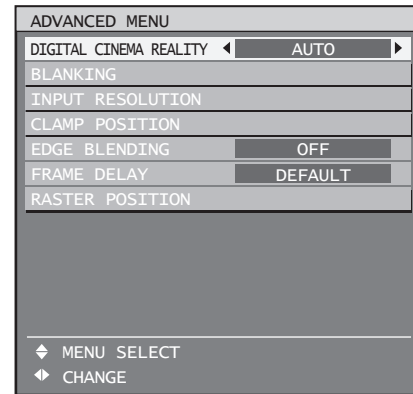 ADVANCED MENU
DIGITAL CINEMA REALITY AUTO
BLANKING
INPUT RESOLUTION
CLAMP POSITION
EDGE BLENDING OFF
FRAME DELAY DEFAULT
RASTER POSITION
MENU SELECT
CHANGE